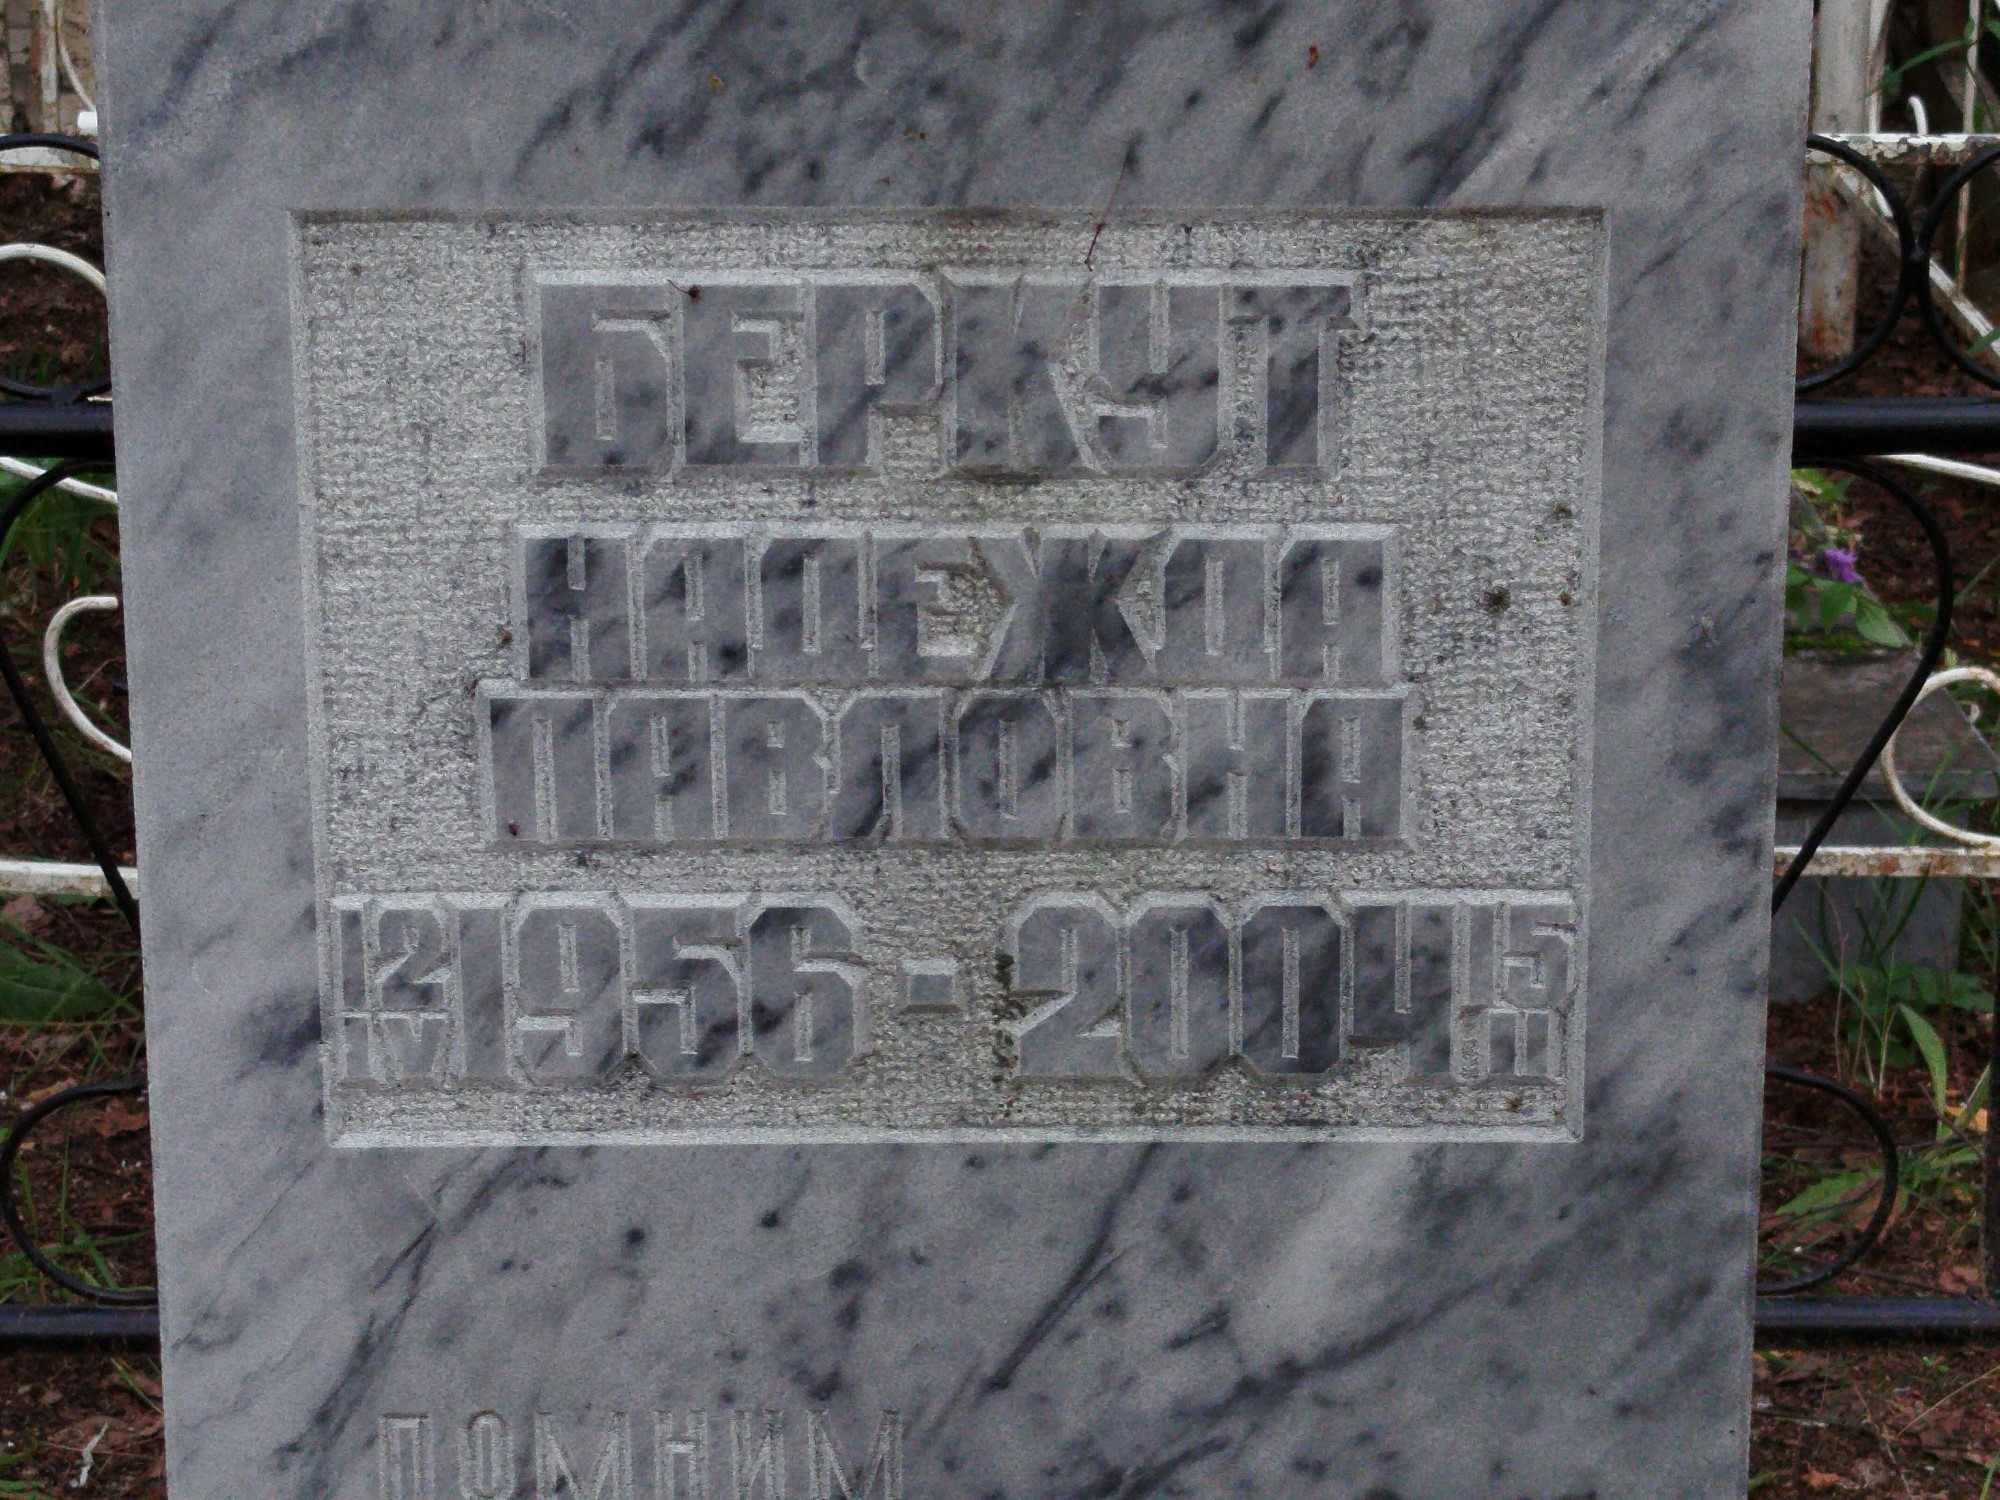 БЕРКУТ
НАДЕЖДА
ПАВЛОВНА
12/IV 1956 - 2004 15/III
ПОМНИМ